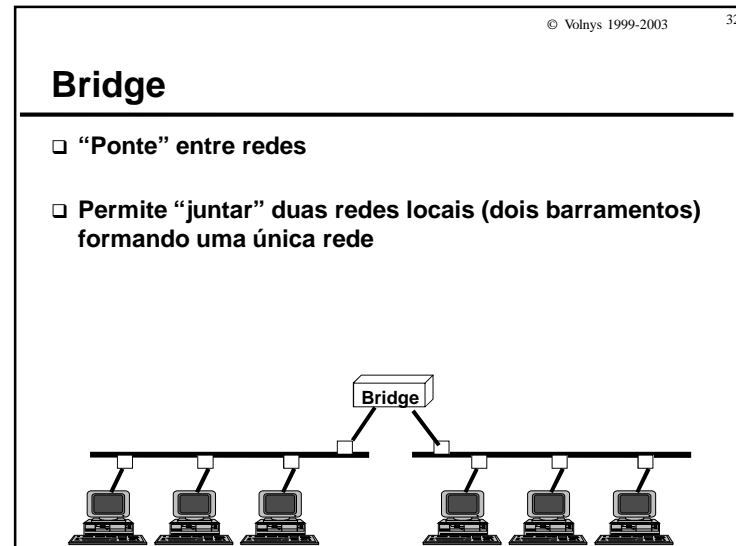 © Volnys 1999-2003
32
Bridge
❑ “Ponte” entre redes
❑ Permite “juntar” duas redes locais (dois barramentos)
formando uma única rede
Bridge